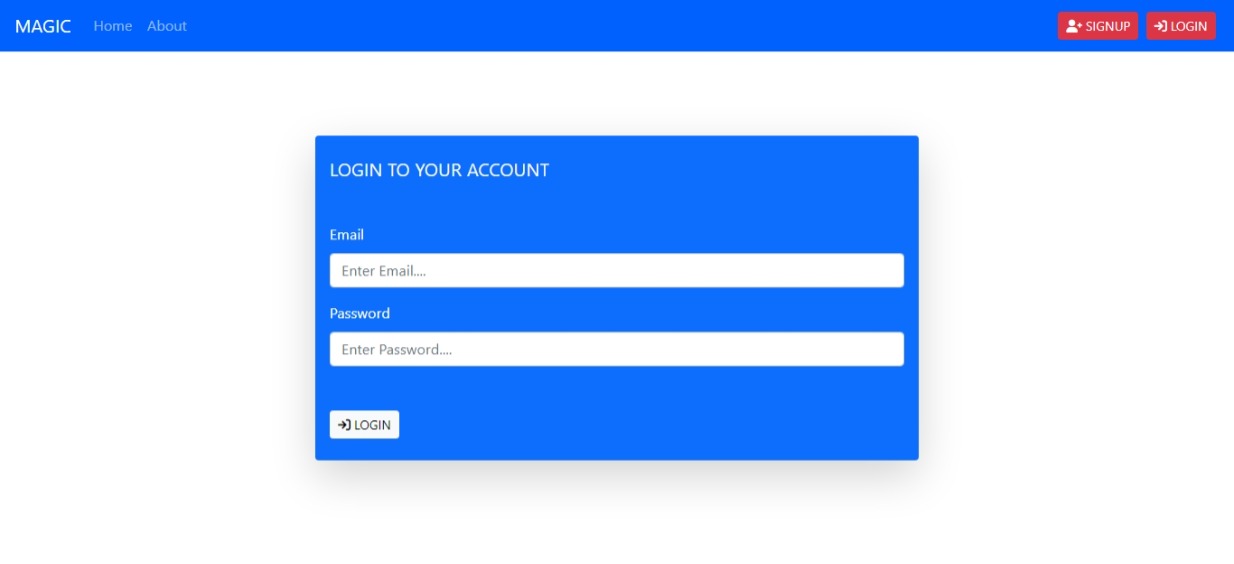 MAGIC Home About SIGNUP LOGIN
LOGIN TO YOUR ACCOUNT
Email
Enter Email....
Password
Enter Password....
LOGIN